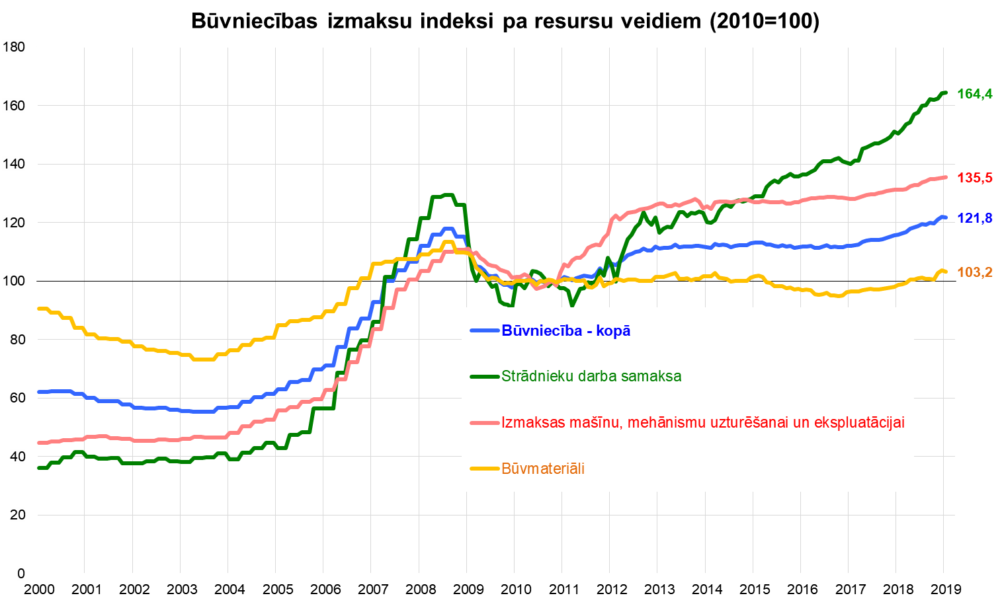 Būvniecības izmaksu indeksi pa resursu veidiem (2010=100)
180
160
140
120
100
80
60
40
20
0
164,4
135,5
121,8
103,2
Būvniecība - kopā
Strādnieku darba samaksa
Izmaksas mašīnu, mehānismu uzturēšanai un ekspluatācijai
Būvmateriāli
2000 2001 2002 2003 2004 2005 2006 2007 2008 2009 2010 2011 2012 2013 2014 2015 2016 2017 2018 2019